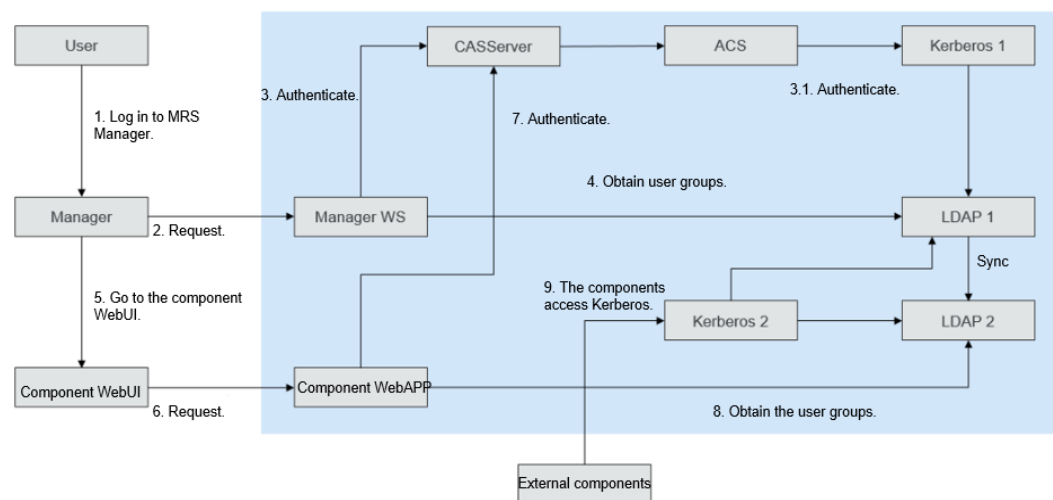 User
CASServer
ACS
Kerberos 1
3. Authenticate.
3.1. Authenticate.
1. Log in to MRS
Manager.
7. Authenticate.
4. Obtain user groups.
Manager
2. Request.
Manager WS
LDAP 1
Sync
5. Go to the component
WebUI.
9. The components
access Kerberos.
Kerberos 2
LDAP 2
Component WebUI
6. Request.
Component WebAPP
8. Obtain the user groups.
External components